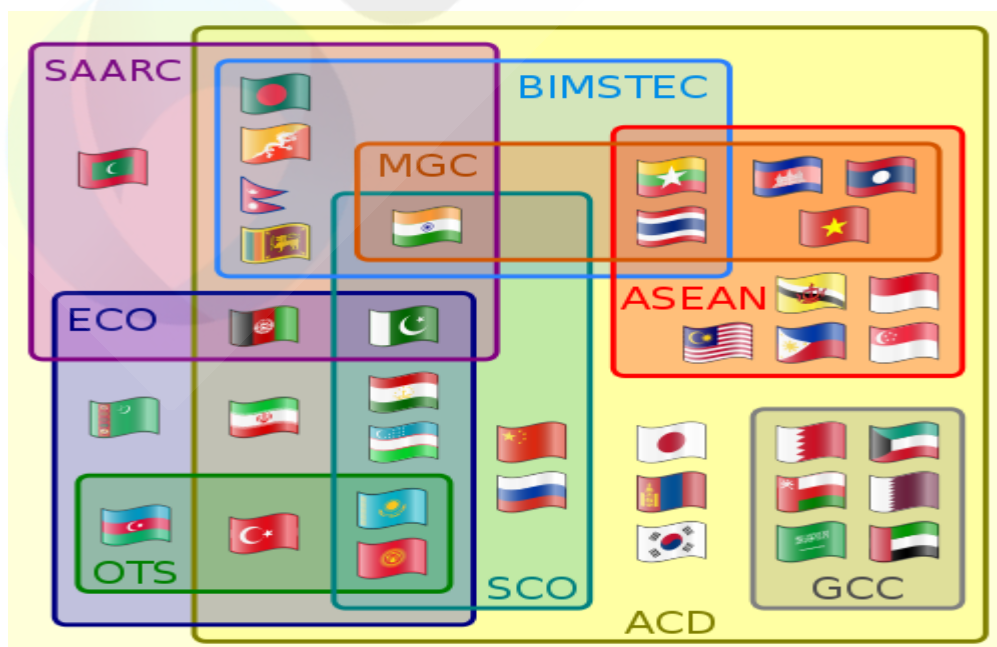 SAARC
BIMSTEC
MGC
ASEAN
ECO
OTS
SCO
GCC
ACD